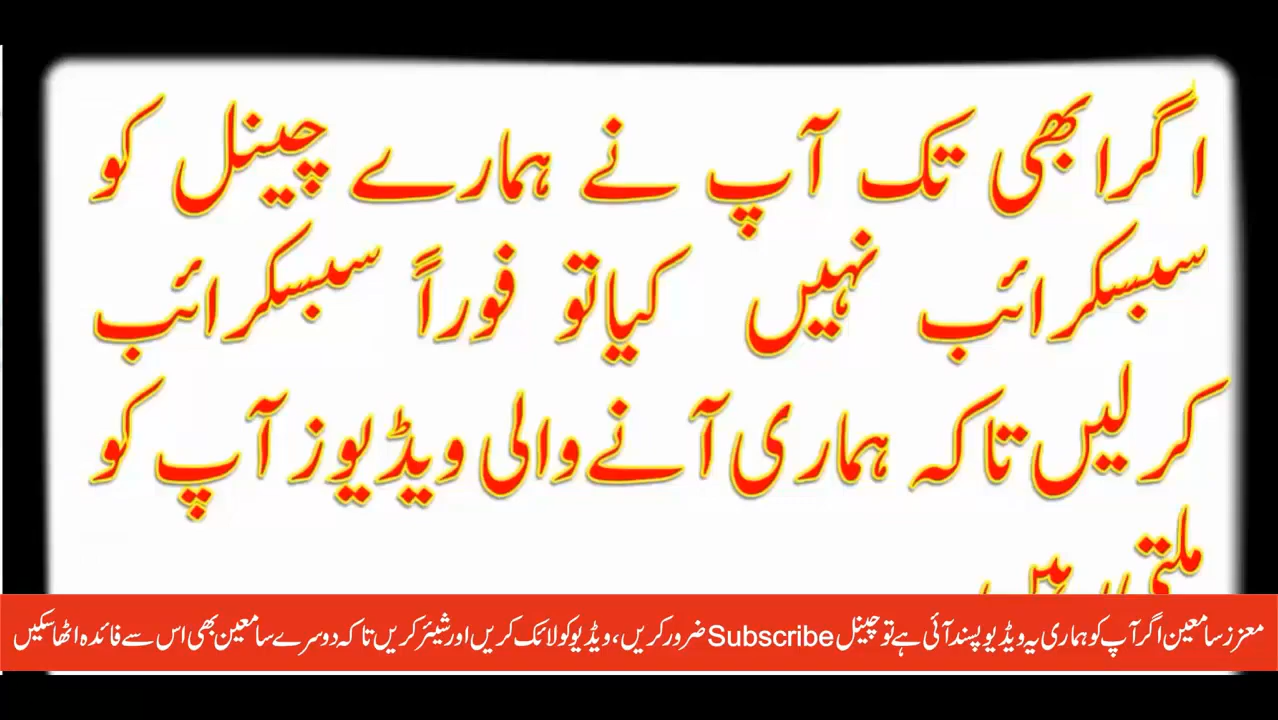 اگر ابھی تک آپ نے ہمارے چینل کو
سبسکرائب نہیں کیا تو فوراً سبسکرائب
کرلیں تاکہ ہماری آنے والی ویڈیوز آپ کو
ملتی رہیں
معزز سامعین اگر آپ کو ہماری یہ ویڈیو پسند آئی ہے تو چینل Subscribe ضرور کریں، ویڈیو کو لائک کریں اور شیئر کریں تاکہ دوسرے سامعین بھی اس سے فائدہ اٹھا سکیں